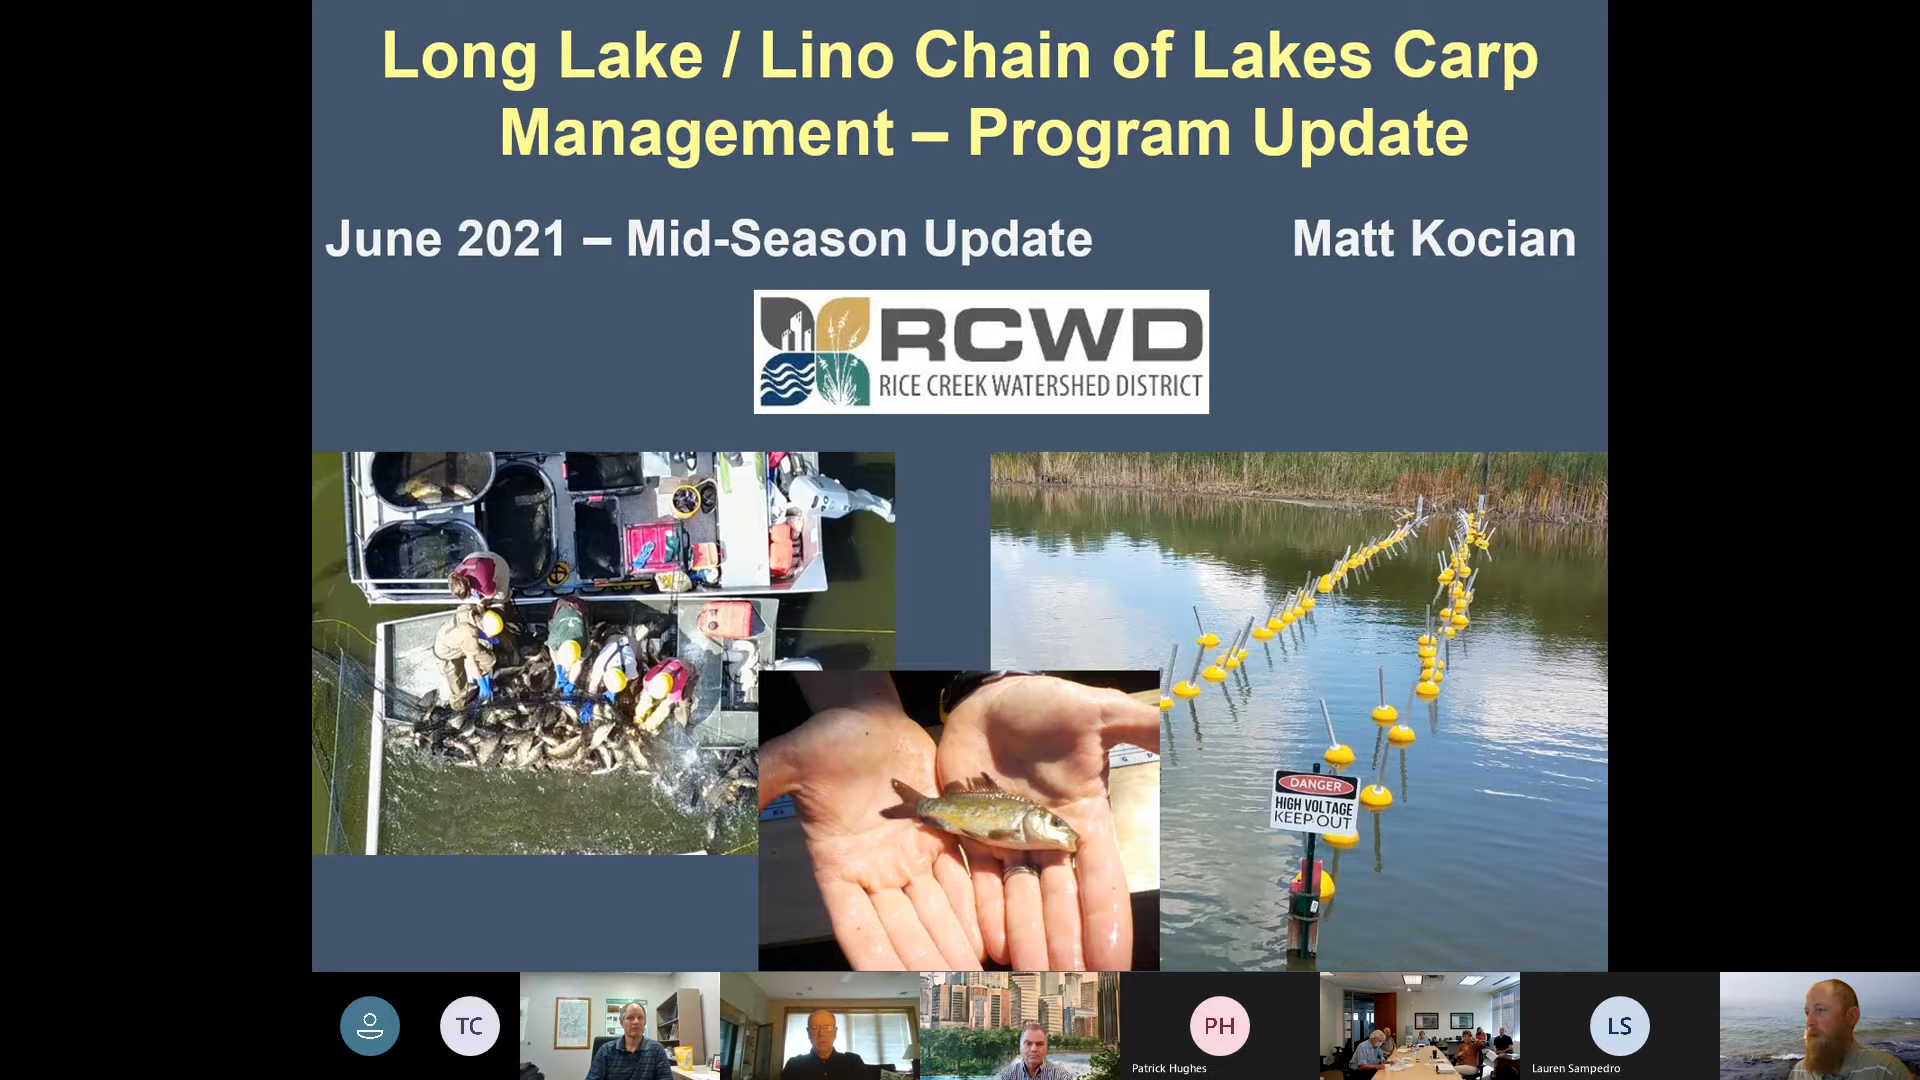 Long Lake / Lino Chain of Lakes Carp
Management – Program Update
June 2021 – Mid-Season Update
Matt Kocian
RCWD
RICE CREEK WATERSHED DISTRICT
DANGER
HIGH VOLTAGE
KEEP OUT
TC
PH
Patrick Hughes
LS
Lauren Sampedro